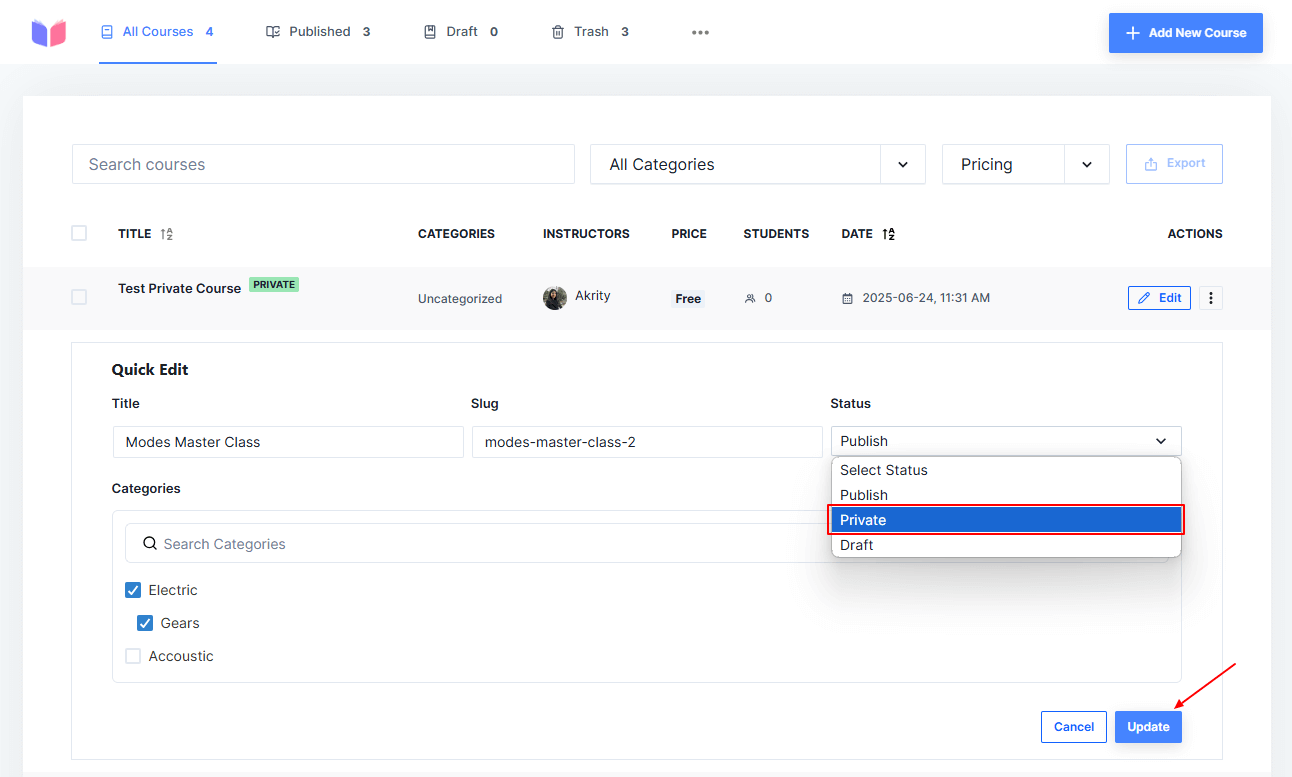 All Courses 4 Published 3 Draft 0 Trash 3 Add New Course
Search courses All Categories Pricing Export
TITLE CATEGORIES INSTRUCTORS PRICE STUDENTS DATE ACTIONS
Test Private Course PRIVATE Uncategorized Akrity Free 0 2025-06-24, 11:31 AM Edit
Quick Edit
Title Slug Status
Modes Master Class modes-master-class-2 Publish
Select Status
Categories Publish
Private
Search Categories Draft
Electric
Gears
Accoustic
Cancel Update